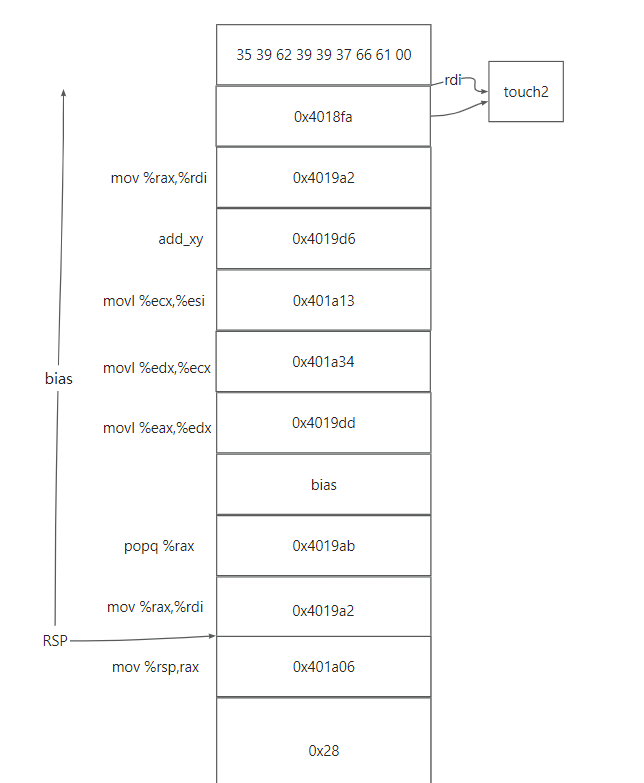 35 39 62 39 39 37 66 61 00
rdi
touch2
0x4018fa
mov %rax,%rdi
0x4019a2
add_xy
0x4019d6
movl %ecx,%esi
0x401a13
movl %edx,%ecx
0x401a34
bias
movl %eax,%edx
0x4019dd
bias
popq %rax
0x4019ab
mov %rax,%rdi
0x4019a2
RSP
mov %rsp,rax
0x401a06
0x28